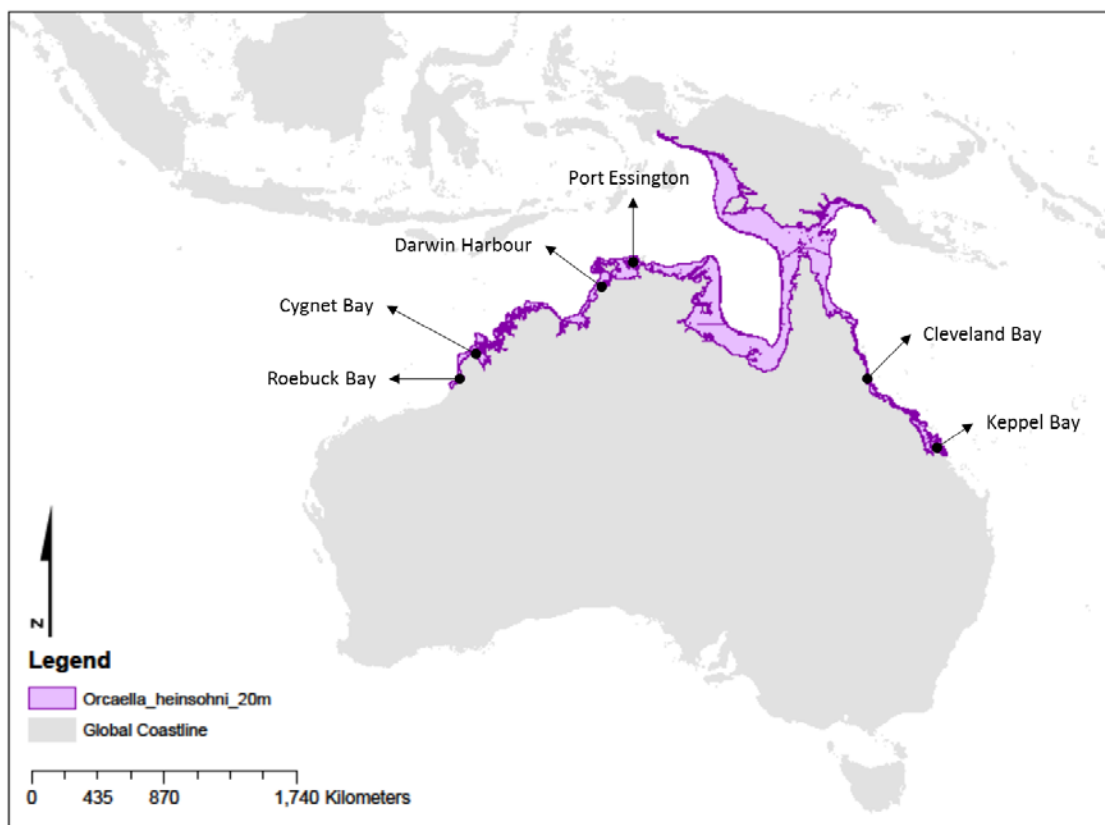 Port Essington
Darwin Harbour
Cygnet Bay
Cleveland Bay
Roebuck Bay
Keppel Bay
N
Legend
Orcaella_heinsohni_20m
Global Coastline
0 435 870 1,740 Kilometers